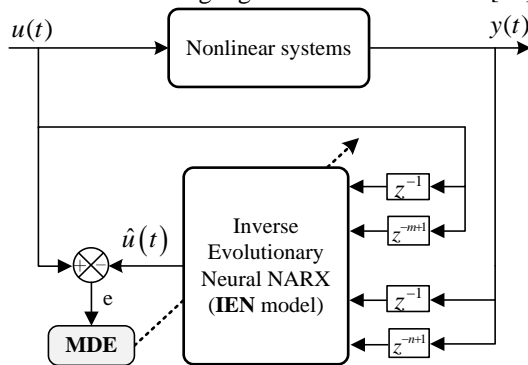 u(t)
Nonlinear systems
y(t)
z⁻¹
z⁻ᵐ⁺¹
Inverse
Evolutionary
Neural NARX
(IEN model)
û(t)
+ −
e
MDE
z⁻¹
z⁻ⁿ⁺¹